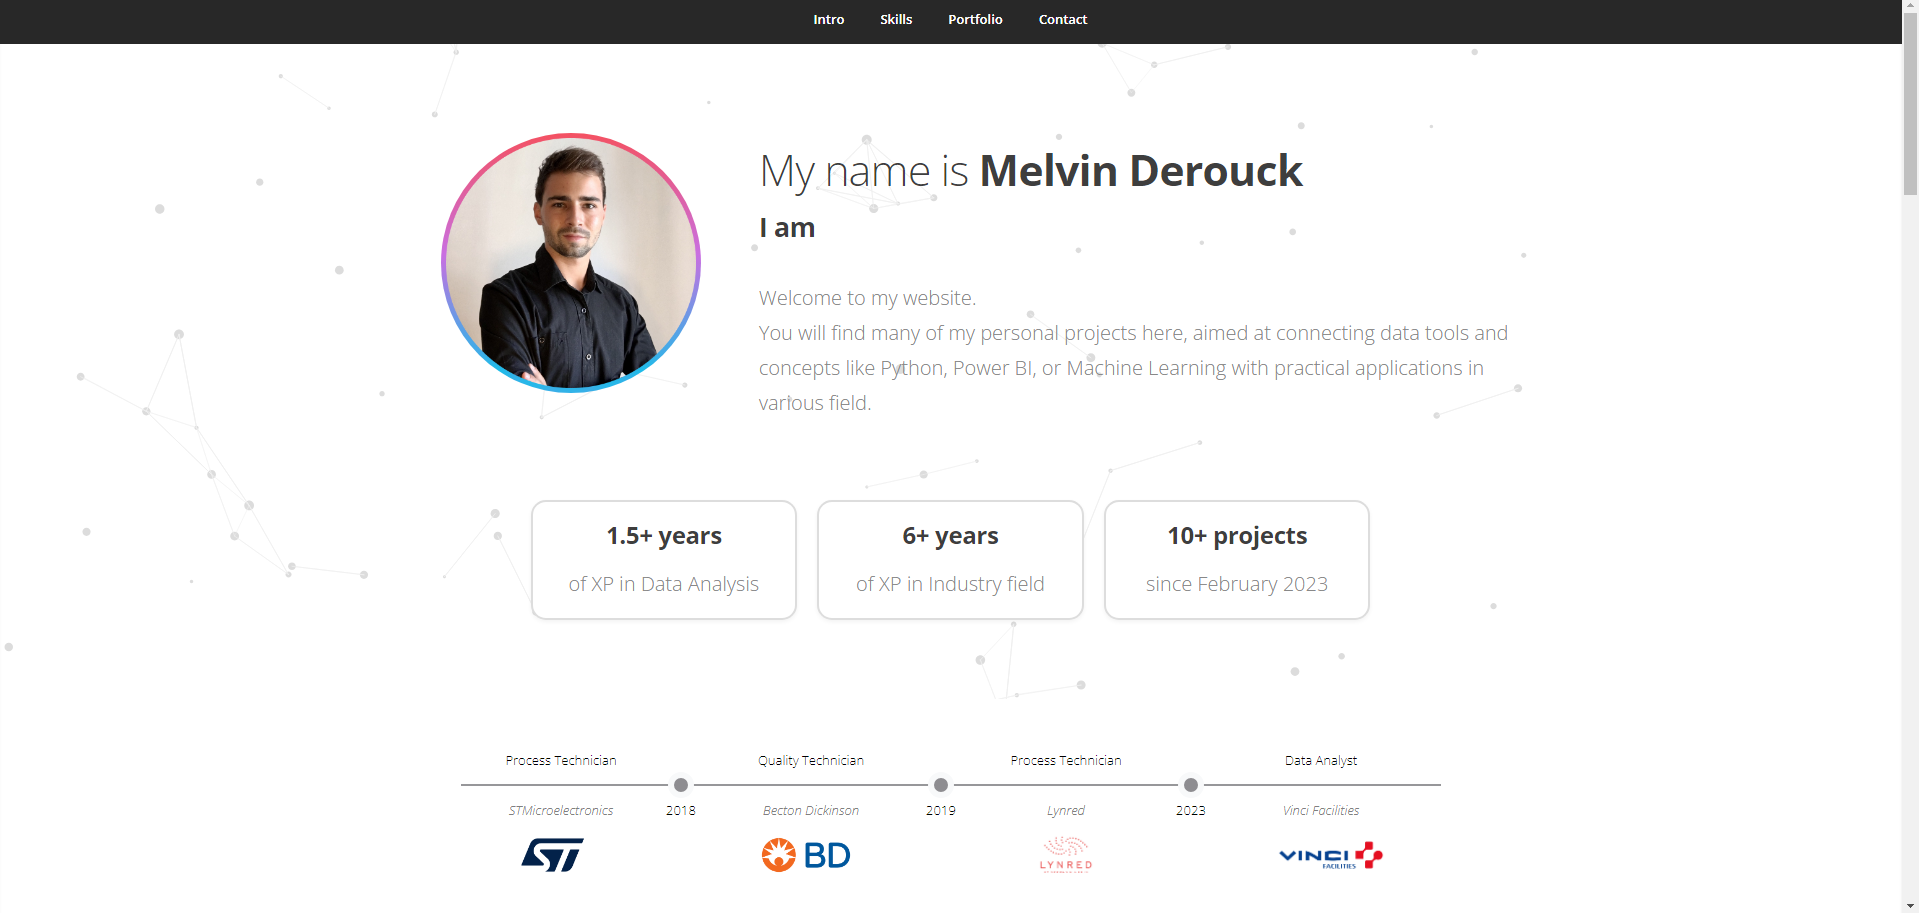 Intro Skills Portfolio Contact
My name is Melvin Derouck
I am
Welcome to my website.
You will find many of my personal projects here, aimed at connecting data tools and
concepts like Python, Power BI, or Machine Learning with practical applications in
various field.
1.5+ years
of XP in Data Analysis
6+ years
of XP in Industry field
10+ projects
since February 2023
Process Technician Quality Technician Process Technician Data Analyst
STMicroelectronics 2018 Becton Dickinson 2019 Lynred 2023 Vinci Facilities
ST BD LYNRED VINCI
FACILITIES